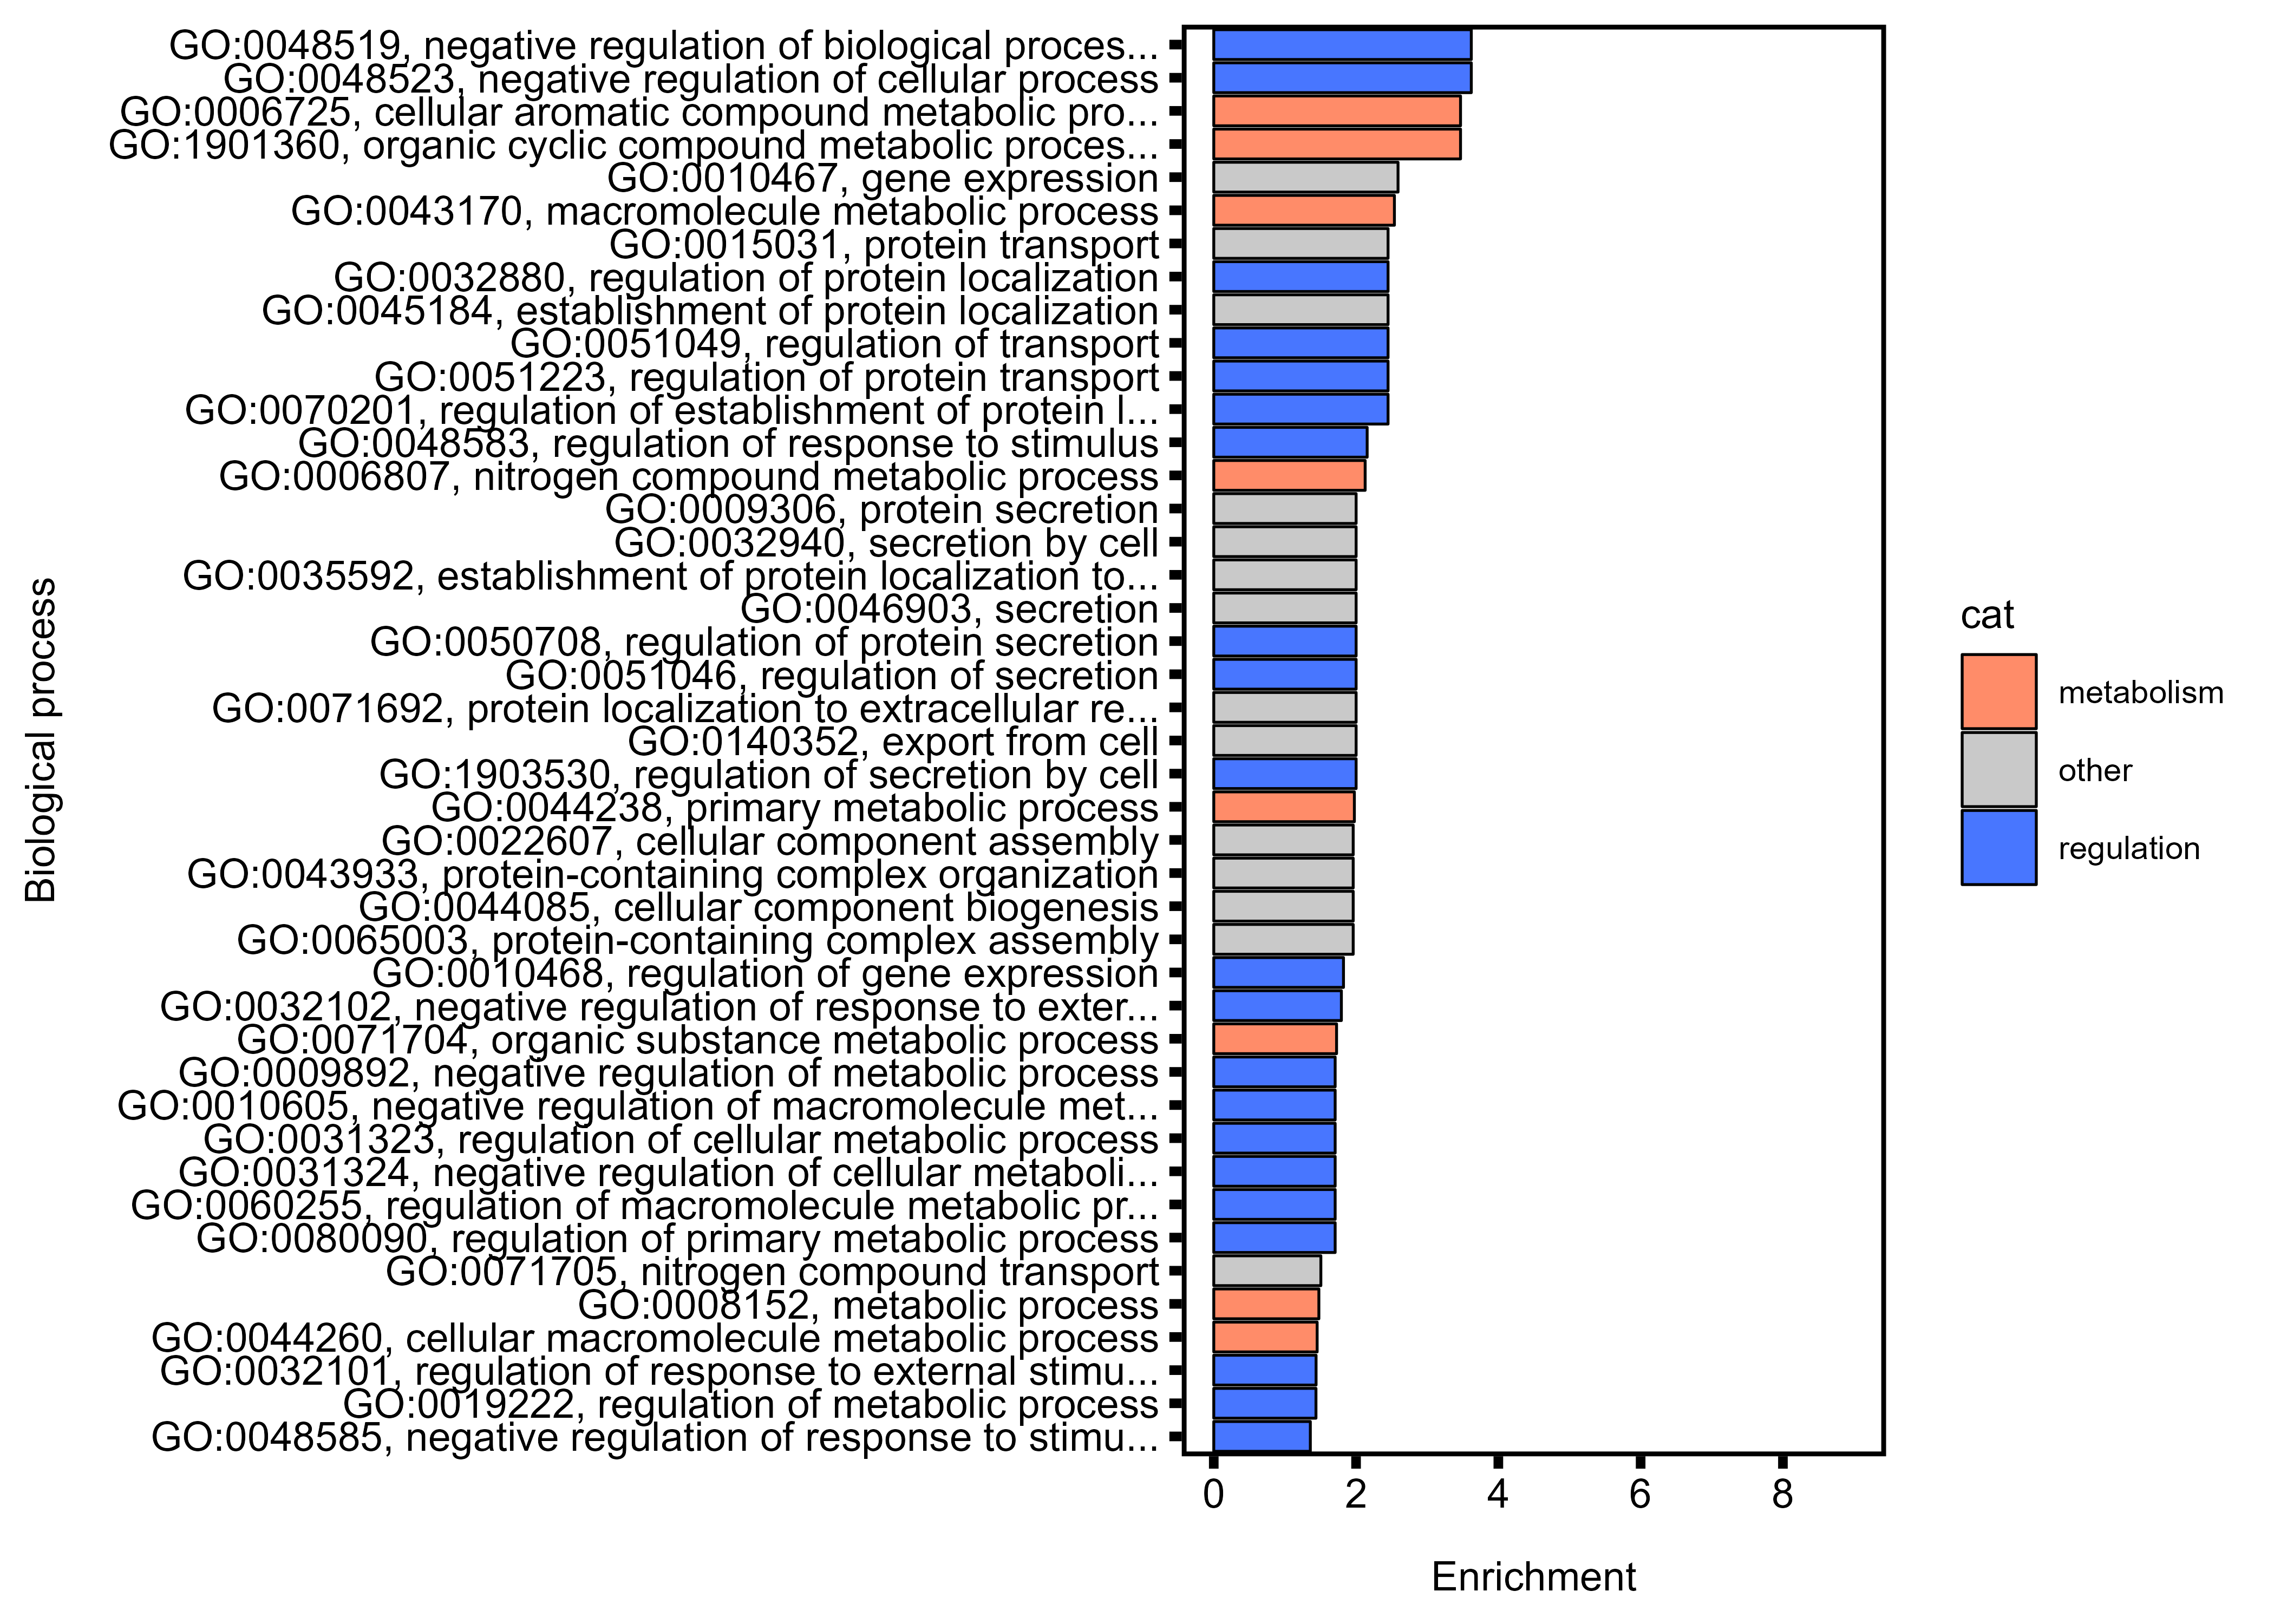 GO:0048519, negative regulation of biological proces...
GO:0048523, negative regulation of cellular process
GO:0006725, cellular aromatic compound metabolic pro...
GO:1901360, organic cyclic compound metabolic proces...
GO:0010467, gene expression
GO:0043170, macromolecule metabolic process
GO:0015031, protein transport
GO:0032880, regulation of protein localization
GO:0045184, establishment of protein localization
GO:0051049, regulation of transport
GO:0051223, regulation of protein transport
GO:0070201, regulation of establishment of protein l...
GO:0048583, regulation of response to stimulus
GO:0006807, nitrogen compound metabolic process
GO:0009306, protein secretion
GO:0032940, secretion by cell
GO:0035592, establishment of protein localization to...
GO:0046903, secretion
GO:0050708, regulation of protein secretion
GO:0051046, regulation of secretion
GO:0071692, protein localization to extracellular re...
GO:0140352, export from cell
GO:1903530, regulation of secretion by cell
GO:0044238, primary metabolic process
GO:0022607, cellular component assembly
GO:0043933, protein-containing complex organization
GO:0044085, cellular component biogenesis
GO:0065003, protein-containing complex assembly
GO:0010468, regulation of gene expression
GO:0032102, negative regulation of response to exter...
GO:0071704, organic substance metabolic process
GO:0009892, negative regulation of metabolic process
GO:0010605, negative regulation of macromolecule met...
GO:0031323, regulation of cellular metabolic process
GO:0031324, negative regulation of cellular metaboli...
GO:0060255, regulation of macromolecule metabolic pr...
GO:0080090, regulation of primary metabolic process
GO:0071705, nitrogen compound transport
GO:0008152, metabolic process
GO:0044260, cellular macromolecule metabolic process
GO:0032101, regulation of response to external stimu...
GO:0019222, regulation of metabolic process
GO:0048585, negative regulation of response to stimu...
Biological process
0 2 4 6 8
Enrichment
cat
metabolism
other
regulation